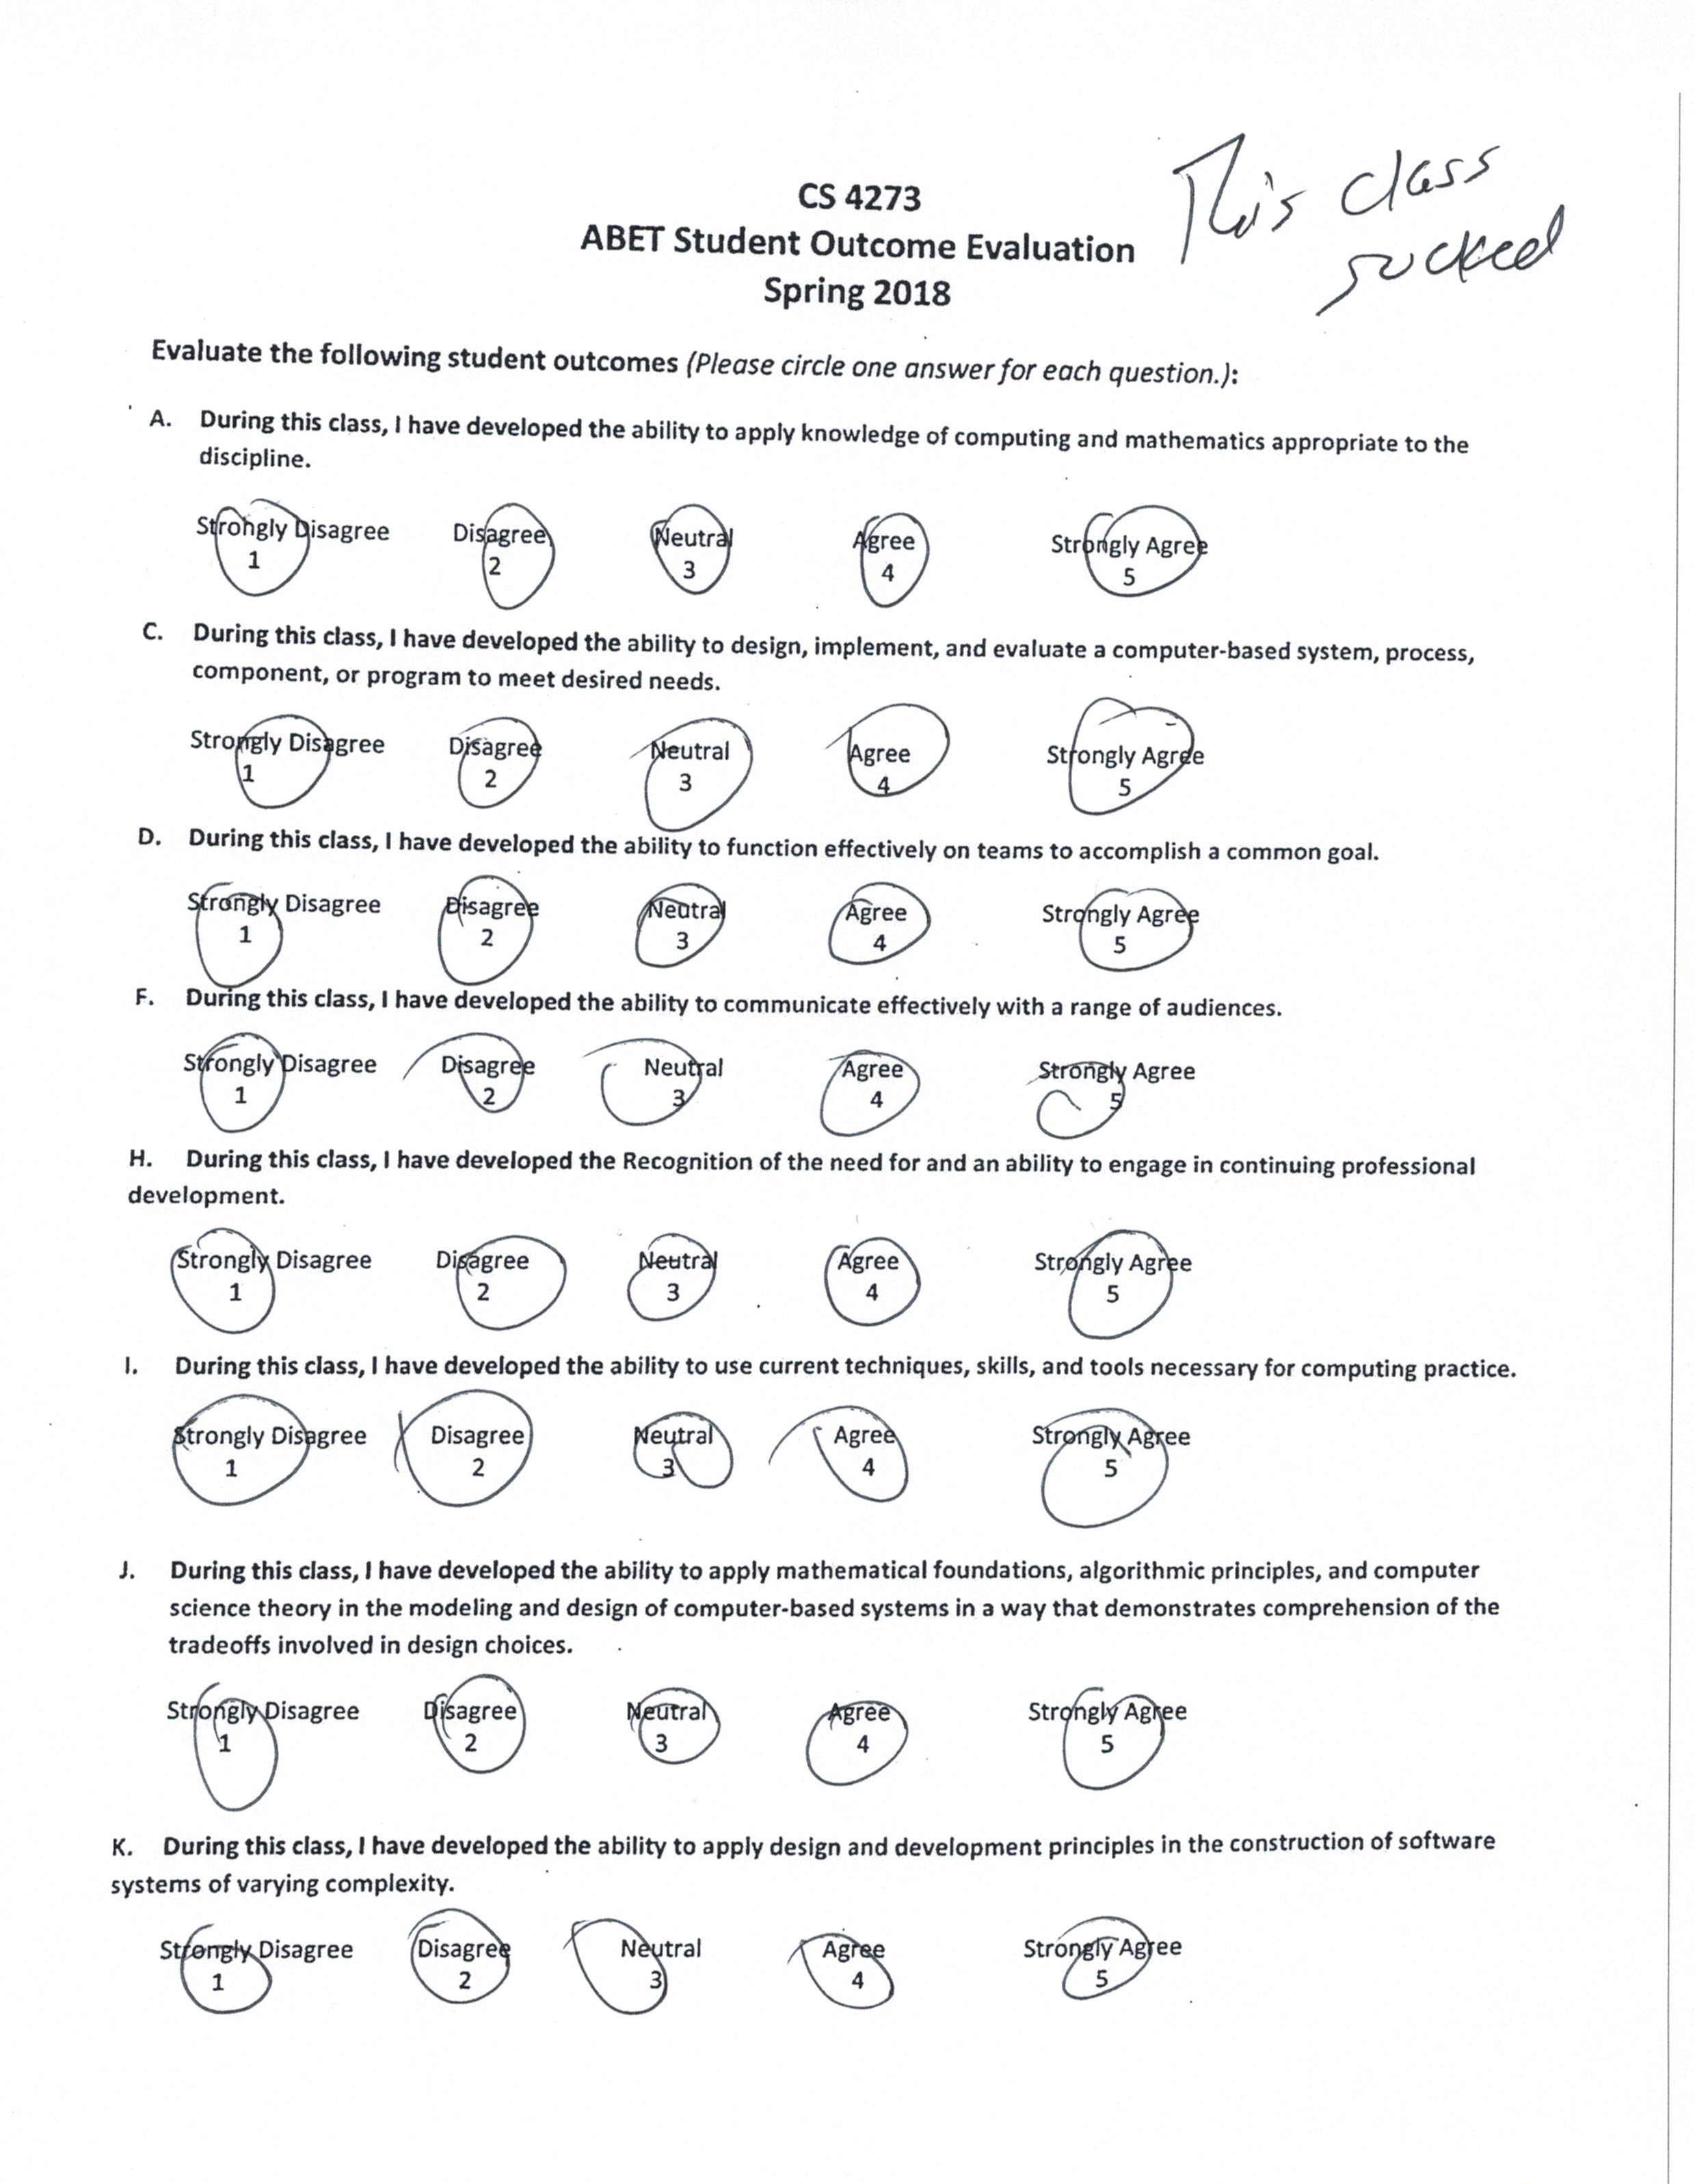 This class
sucked
CS 4273
ABET Student Outcome Evaluation
Spring 2018
Evaluate the following student outcomes (Please circle one answer for each question.):
A. During this class, I have developed the ability to apply knowledge of computing and mathematics appropriate to the
discipline.
Strongly Disagree Disagree Neutral Agree Strongly Agree
1 2 3 4 5
C. During this class, I have developed the ability to design, implement, and evaluate a computer-based system, process,
component, or program to meet desired needs.
Strongly Disagree Disagree Neutral Agree Strongly Agree
1 2 3 4 5
D. During this class, I have developed the ability to function effectively on teams to accomplish a common goal.
Strongly Disagree Disagree Neutral Agree Strongly Agree
1 2 3 4 5
F. During this class, I have developed the ability to communicate effectively with a range of audiences.
Strongly Disagree Disagree Neutral Agree Strongly Agree
1 2 3 4 5
H. During this class, I have developed the Recognition of the need for and an ability to engage in continuing professional
development.
Strongly Disagree Disagree Neutral Agree Strongly Agree
1 2 3 4 5
I. During this class, I have developed the ability to use current techniques, skills, and tools necessary for computing practice.
Strongly Disagree Disagree Neutral Agree Strongly Agree
1 2 3 4 5
J. During this class, I have developed the ability to apply mathematical foundations, algorithmic principles, and computer
science theory in the modeling and design of computer-based systems in a way that demonstrates comprehension of the
tradeoffs involved in design choices.
Strongly Disagree Disagree Neutral Agree Strongly Agree
1 2 3 4 5
K. During this class, I have developed the ability to apply design and development principles in the construction of software
systems of varying complexity.
Strongly Disagree Disagree Neutral Agree Strongly Agree
1 2 3 4 5